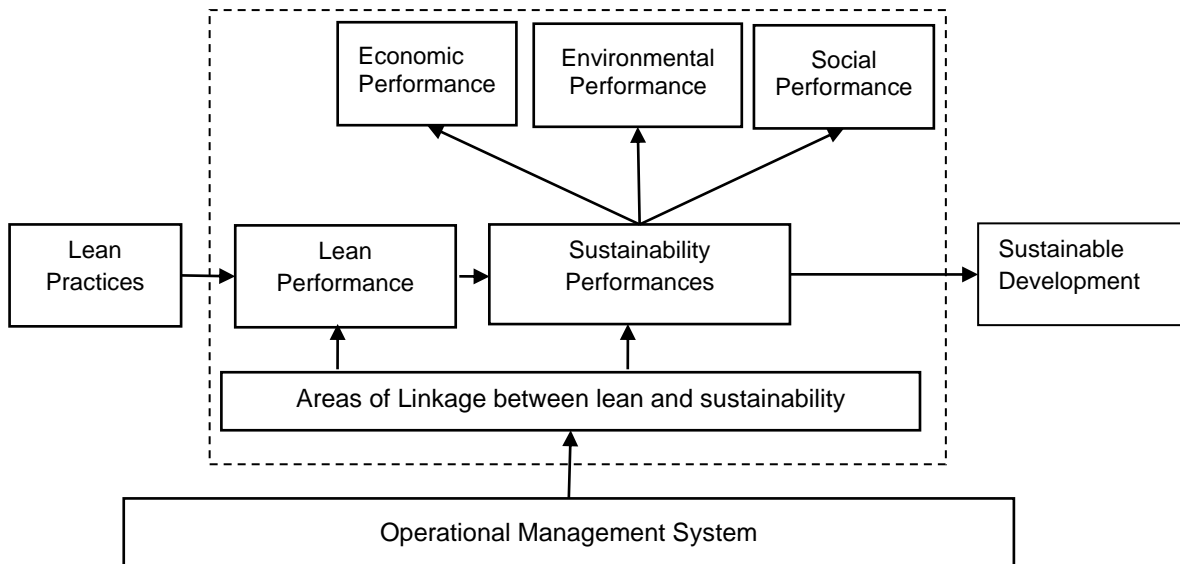 Economic
Performance
Environmental
Performance
Social
Performance
Lean
Practices
Lean
Performance
Sustainability
Performances
Sustainable
Development
Areas of Linkage between lean and sustainability
Operational Management System